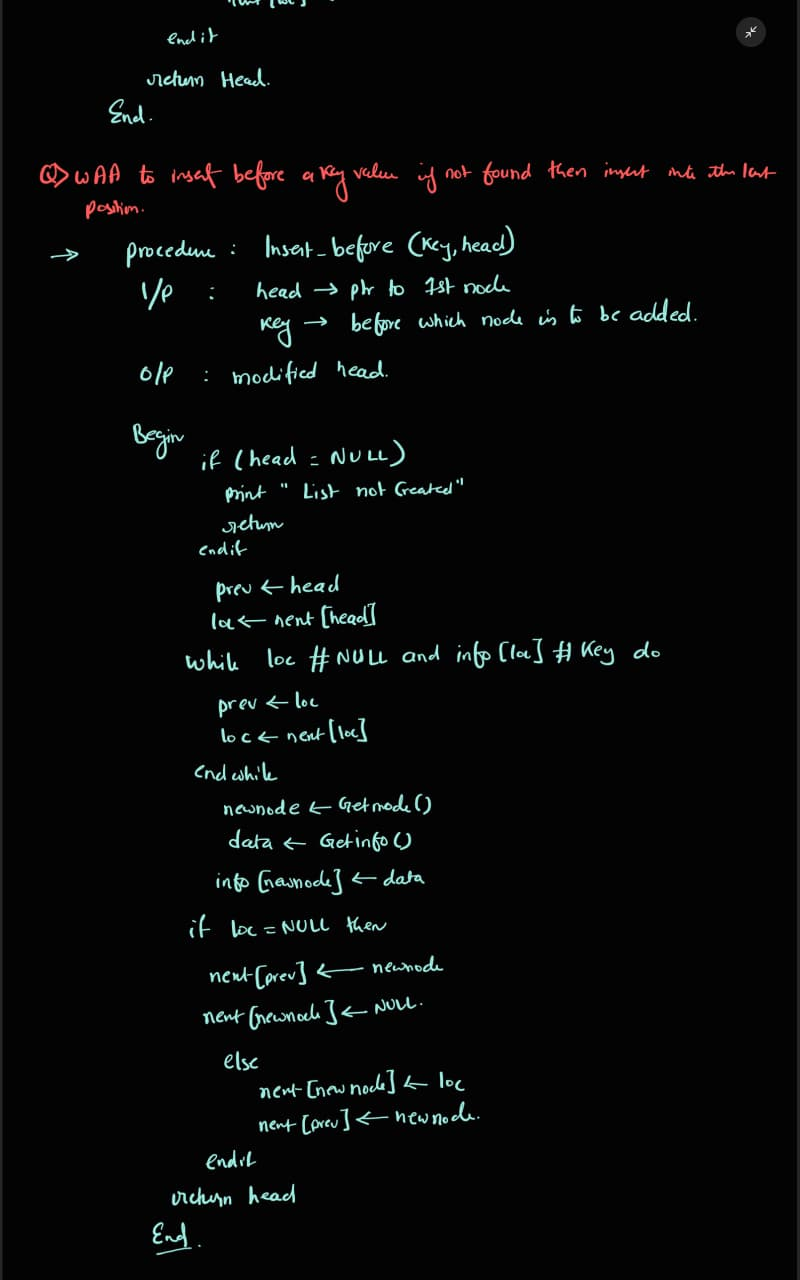 endif
return Head.
End.
Q> WAA to insert before a key value if not found then insert into the last
position.
→ procedure : Insert_before (key, head)
I/P : head → ptr to 1st node
key → before which node is to be added.
O/P : modified head.
Begin
if (head = NULL)
print " List not Created"
return
endif
prev ← head
loc ← next [head]
while loc # NULL and info [loc] # Key do
prev ← loc
loc ← next [loc]
end while
newnode ← Getnode ()
data ← Getinfo ()
info [newnode] ← data
if loc = NULL then
next [prev] ← newnode
next [newnode] ← NULL.
else
next [new node] ← loc
next [prev] ← newnode.
endif
return head
End.